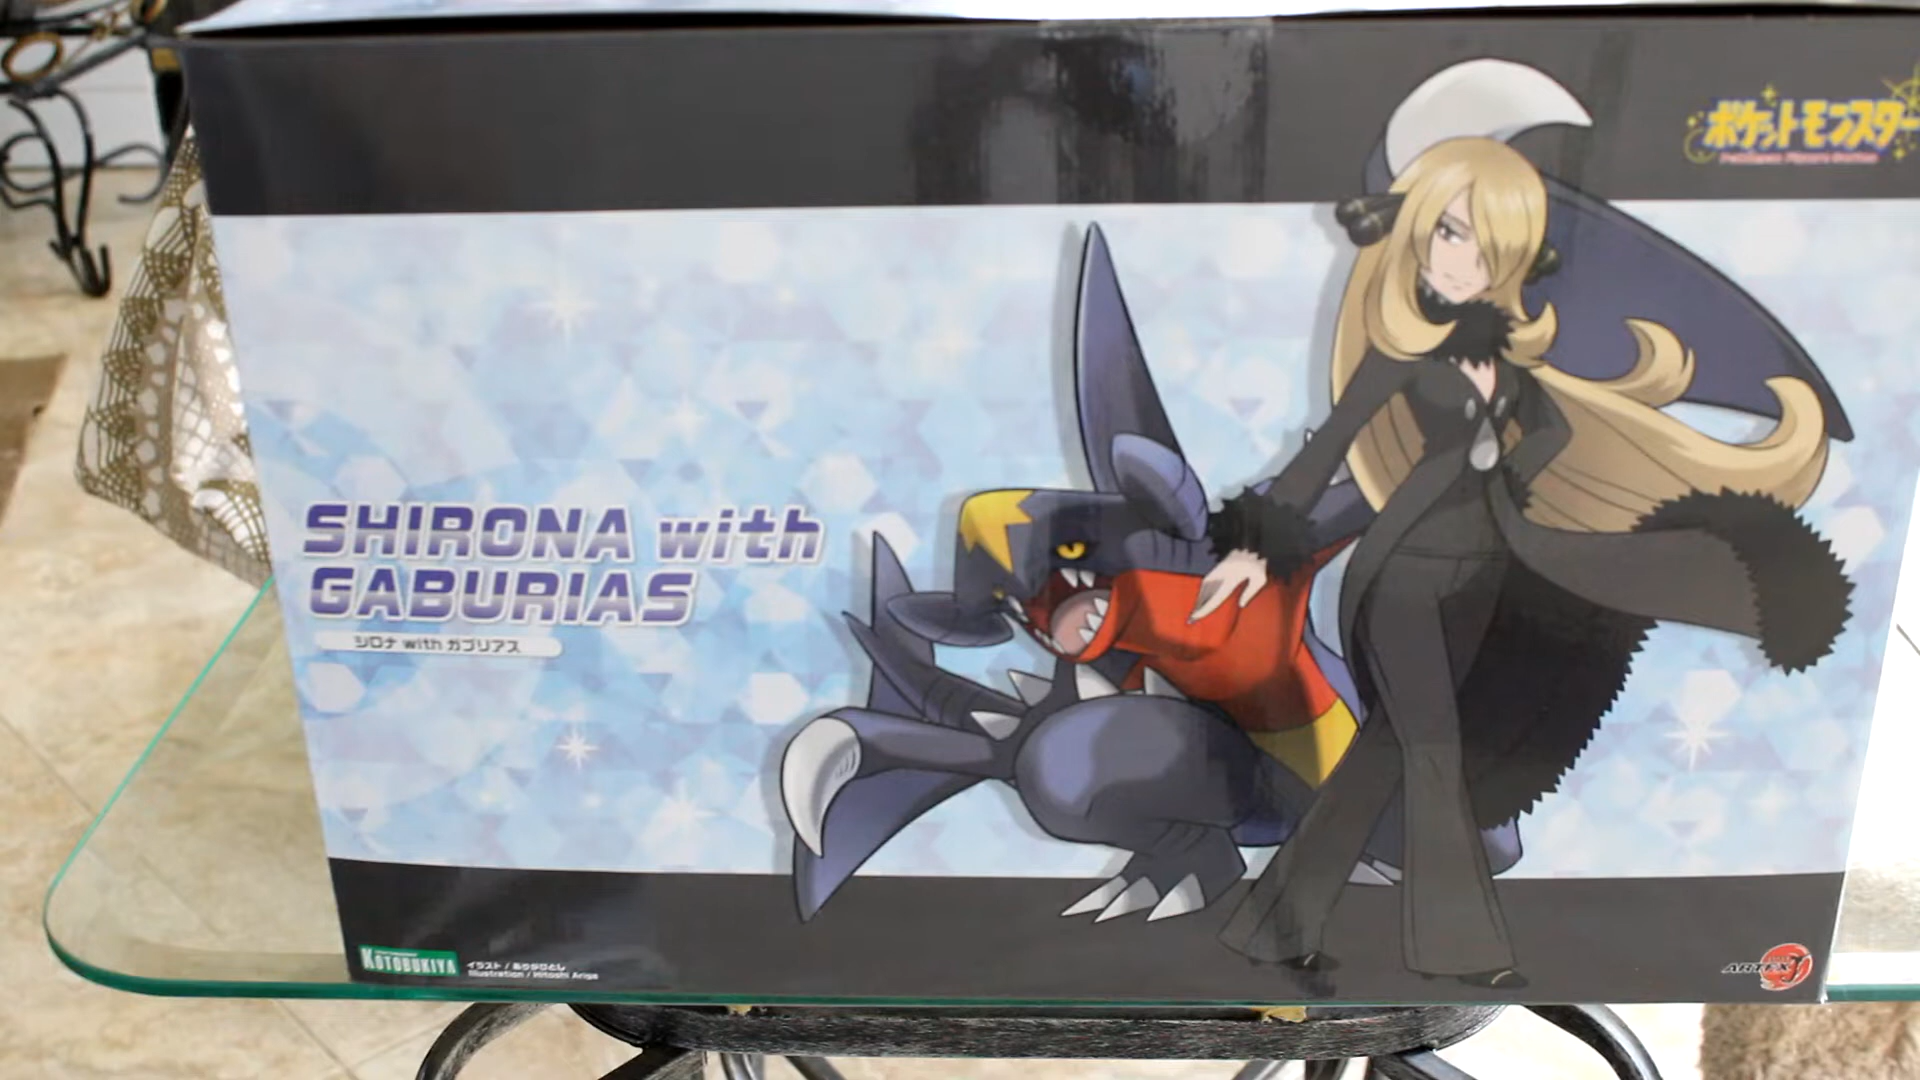 ポケットモンスター
SHIRONA with
GABURIAS
シロナ with ガブリアス
KOTOBUKIYA
イラスト / ありがひとし
Illustration / Hitoshi Ariga
ARTFX J